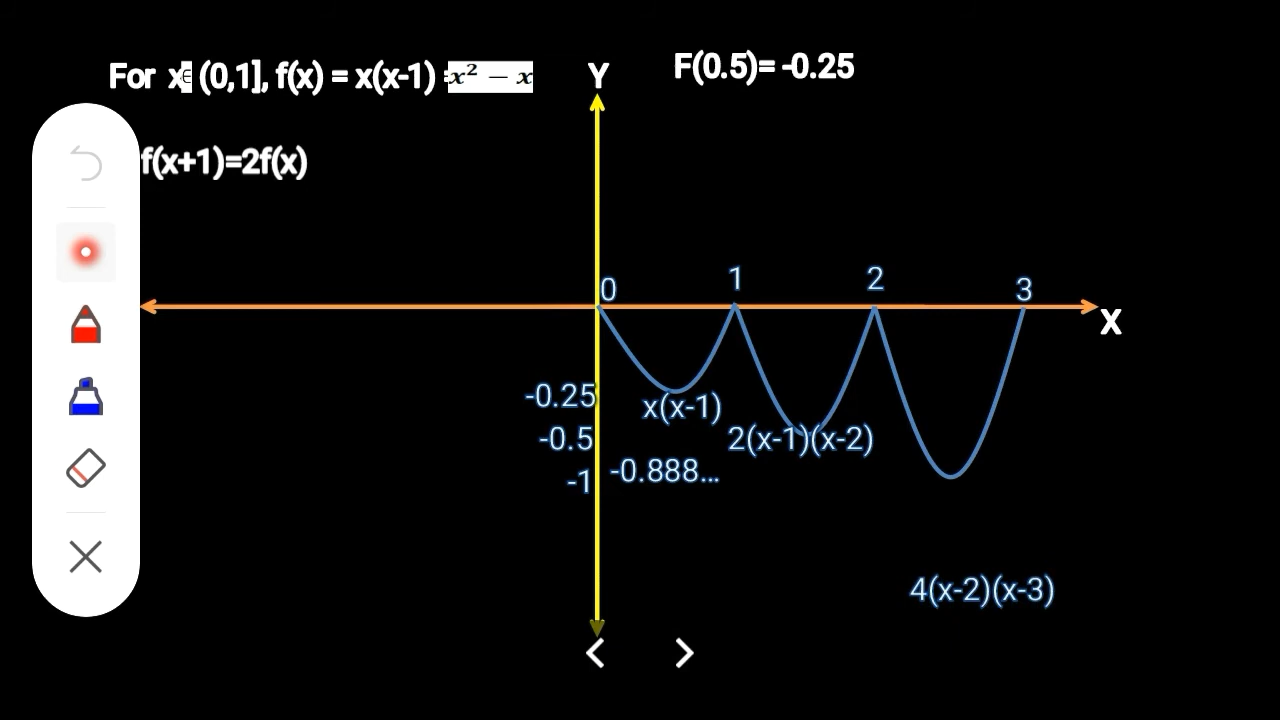 For x∈ (0,1], f(x) = x(x-1) =x² − x
Y
F(0.5)= -0.25
f(x+1)=2f(x)
0
1
2
3
X
-0.25
x(x-1)
-0.5
2(x-1)(x-2)
-1
-0.888...
4(x-2)(x-3)